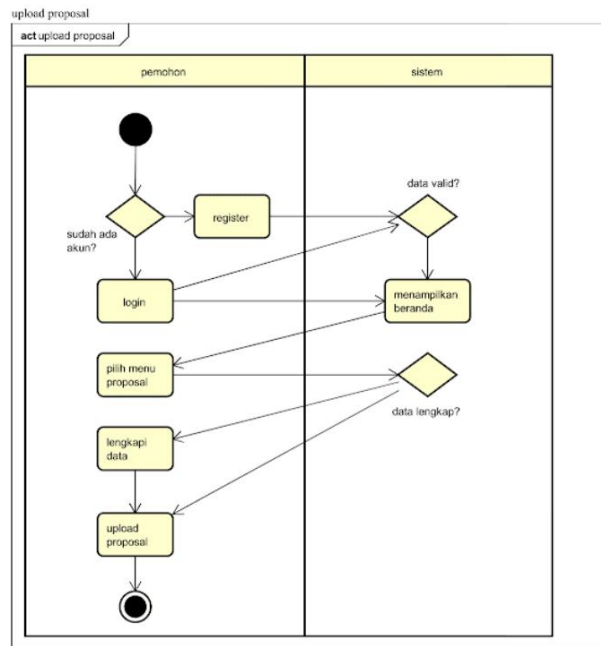 upload proposal
act upload proposal
pemohon
sistem
data valid?
sudah ada
akun?
register
login
menampilkan
beranda
pilih menu
proposal
data lengkap?
lengkapi
data
upload
proposal